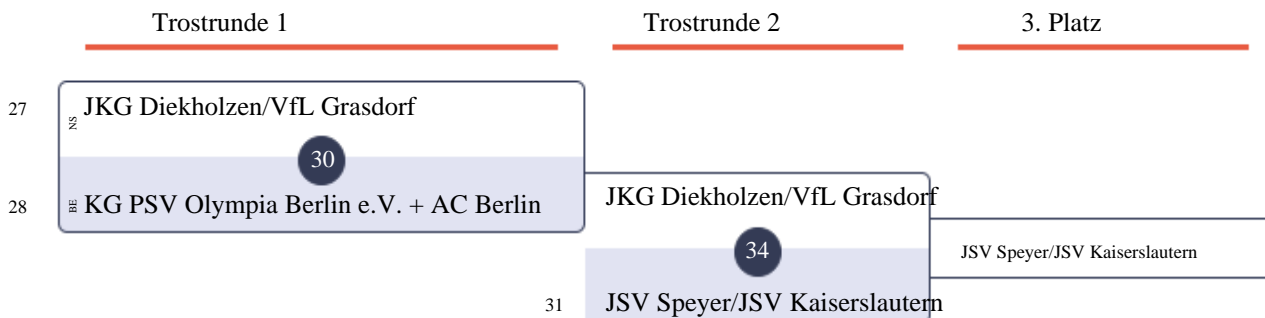 Trostrunde 1
Trostrunde 2
3. Platz
27
NS
JKG Diekholzen/VfL Grasdorf
30
28
BE
KG PSV Olympia Berlin e.V. + AC Berlin
JKG Diekholzen/VfL Grasdorf
34
31
JSV Speyer/JSV Kaiserslautern
JSV Speyer/JSV Kaiserslautern